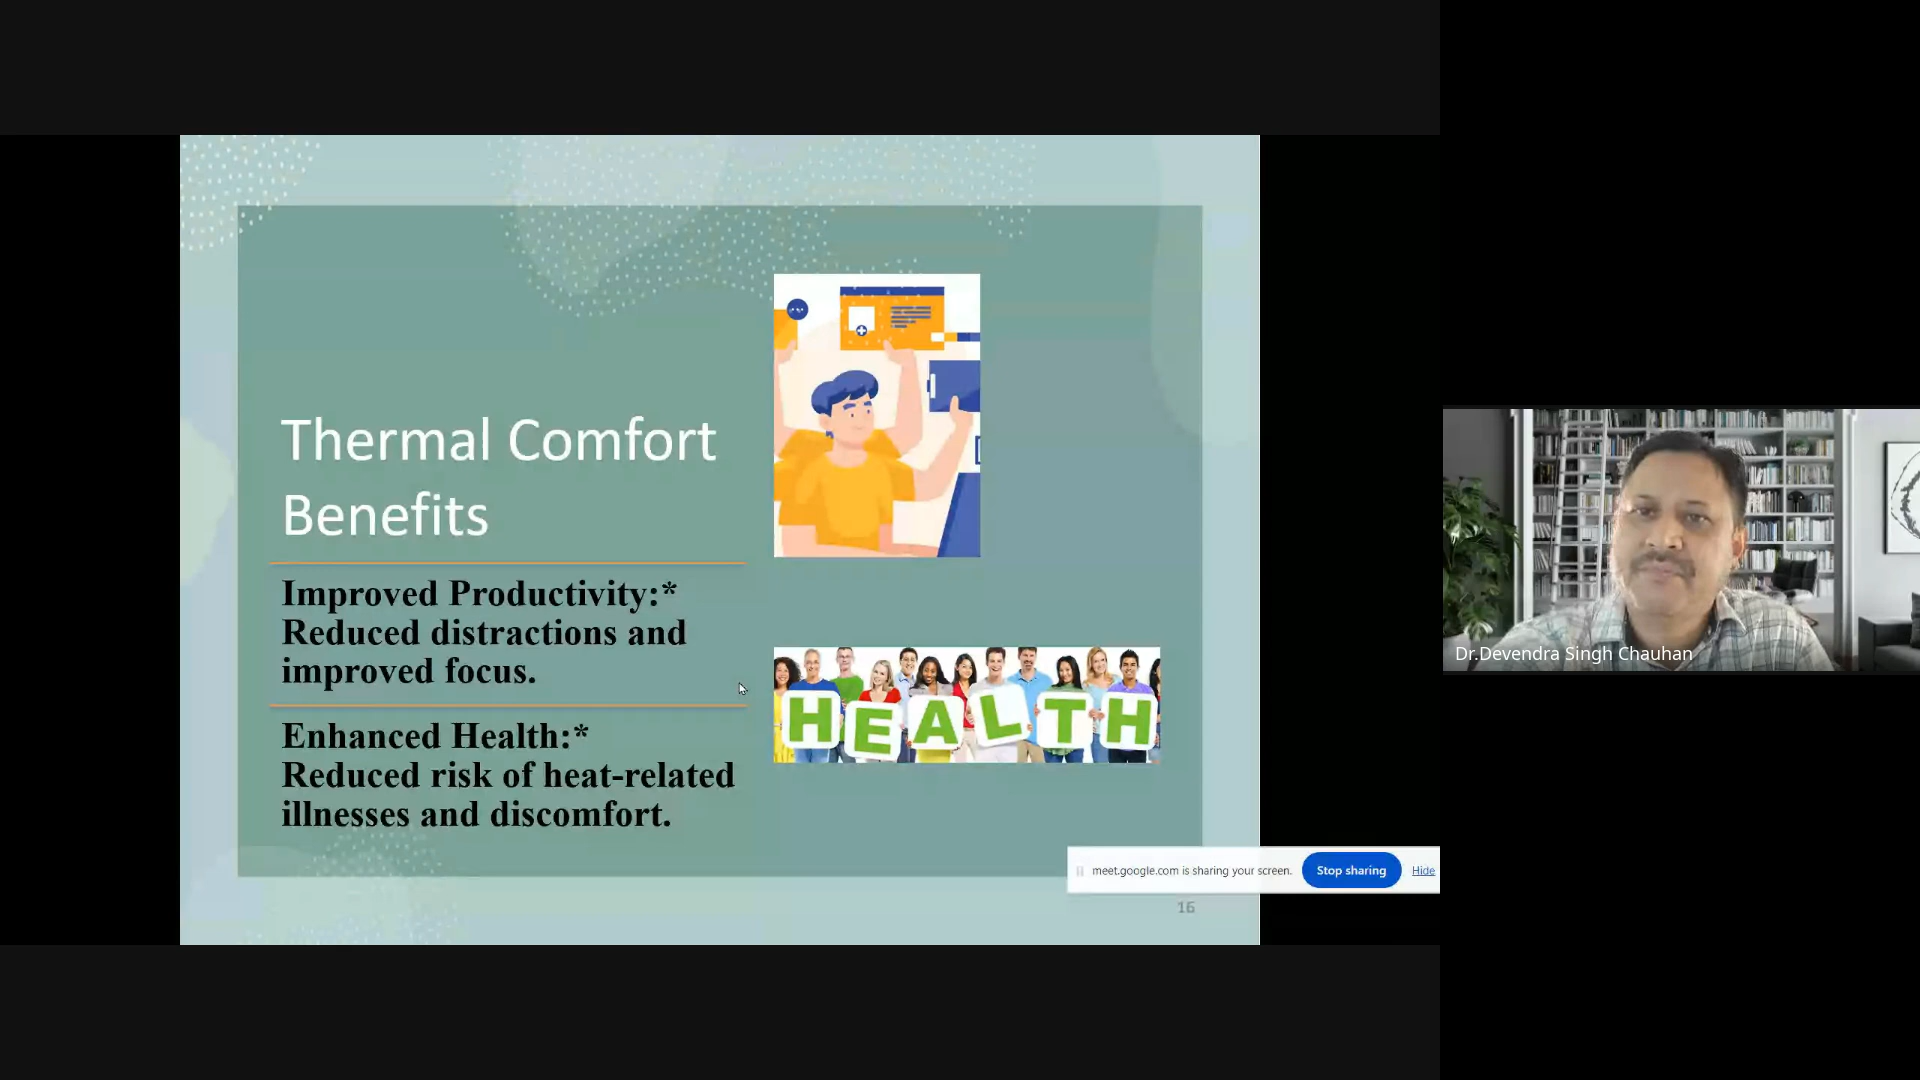 Thermal Comfort
Benefits
Improved Productivity:*
Reduced distractions and
improved focus.
Enhanced Health:*
Reduced risk of heat-related
illnesses and discomfort.
HEALTH
meet.google.com is sharing your screen. Stop sharing Hide
16
Dr.Devendra Singh Chauhan